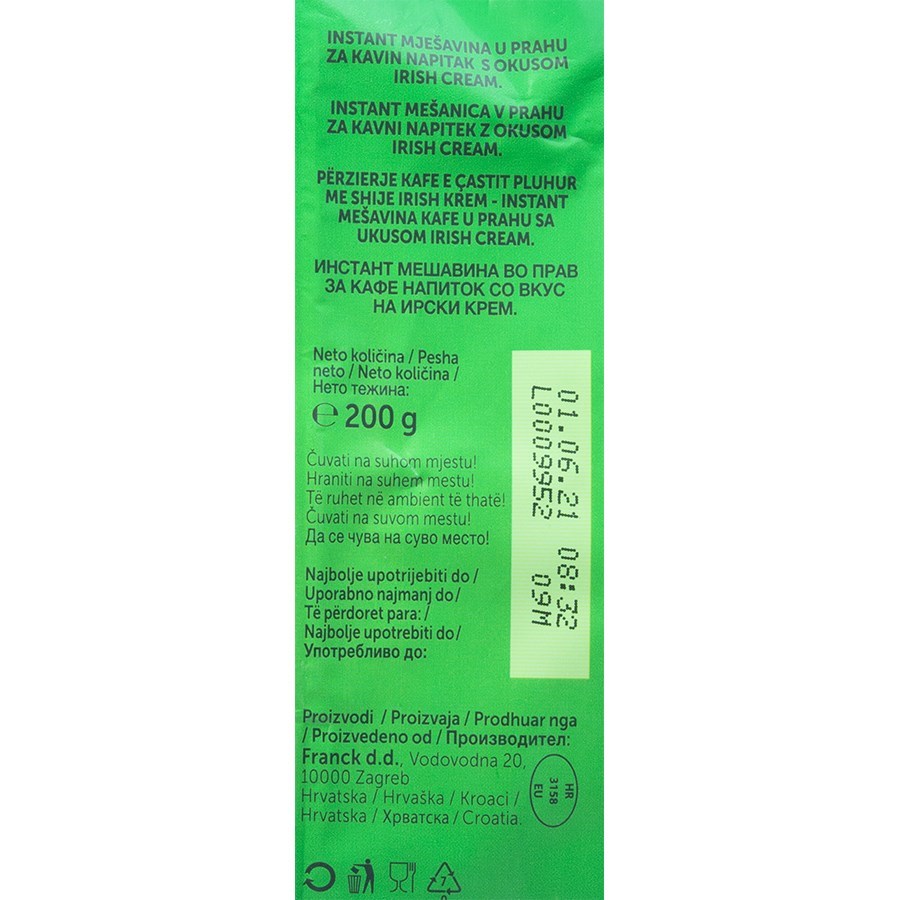 INSTANT MJEŠAVINA U PRAHU
ZA KAVIN NAPITAK S OKUSOM
IRISH CREAM.
INSTANT MEŠANICA V PRAHU
ZA KAVNI NAPITEK Z OKUSOM
IRISH CREAM.
PËRZIERJE KAFE E ÇASTIT PLUHUR
ME SHIJE IRISH KREM - INSTANT
MEŠAVINA KAFE U PRAHU SA
UKUSOM IRISH CREAM.
ИНСТАНТ МЕШАВИНА ВО ПРАВ
ЗА КАФЕ НАПИТОК СО ВКУС
НА ИРСКИ КРЕМ.
Neto količina / Pesha
neto / Neto količina /
Нето тежина:
℮ 200 g
Čuvati na suhom mjestu!
Hraniti na suhem mestu!
Të ruhet në ambient të thatë!
Čuvati na suvom mestu!
Да се чува на суво место!
Najbolje upotrijebiti do /
Uporabno najmanj do /
Të përdoret para: /
Najbolje upotrebiti do /
Употребливо до:
01.06.21 08:32
L0009952 09M
Proizvodi / Proizvaja / Prodhuar nga
/ Proizvedeno od / Производител:
Franck d.d., Vodovodna 20,
10000 Zagreb
Hrvatska / Hrvaška / Kroaci /
Hrvatska / Хрватска / Croatia.
HR
3158
EU
7